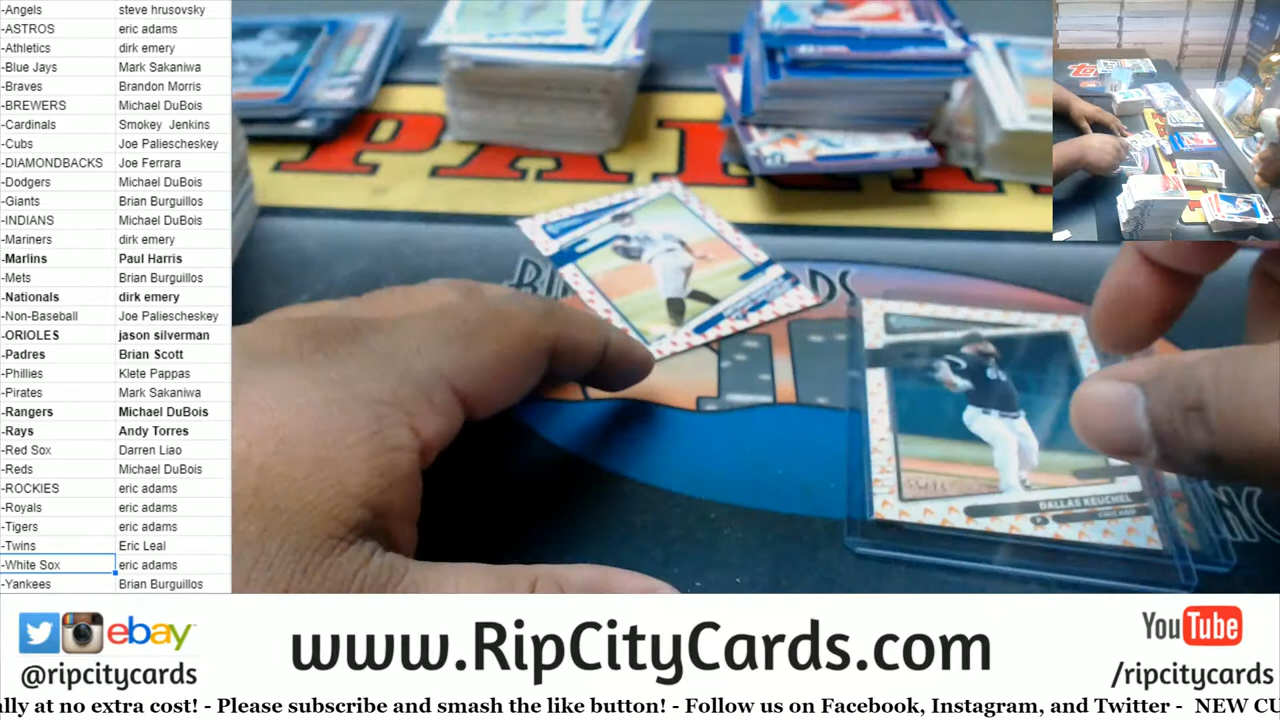 -Angels steve hrusovsky
-ASTROS eric adams
-Athletics dirk emery
-Blue Jays Mark Sakaniwa
-Braves Brandon Morris
-BREWERS Michael DuBois
-Cardinals Smokey Jenkins
-Cubs Joe Paliescheskey
-DIAMONDBACKS Joe Ferrara
-Dodgers Michael DuBois
-Giants Brian Burguillos
-INDIANS Michael DuBois
-Mariners dirk emery
-Marlins Paul Harris
-Mets Brian Burguillos
-Nationals dirk emery
-Non-Baseball Joe Paliescheskey
-ORIOLES jason silverman
-Padres Brian Scott
-Phillies Klete Pappas
-Pirates Mark Sakaniwa
-Rangers Michael DuBois
-Rays Andy Torres
-Red Sox Darren Liao
-Reds Michael DuBois
-ROCKIES eric adams
-Royals eric adams
-Tigers eric adams
-Twins Eric Leal
-White Sox eric adams
-Yankees Brian Burguillos
DALLAS KEUCHEL
P CHICAGO
ebay
@ripcitycards
www.RipCityCards.com
YouTube
/ripcitycards
ally at no extra cost! - Please subscribe and smash the like button! - Follow us on Facebook, Instagram, and Twitter - NEW CU